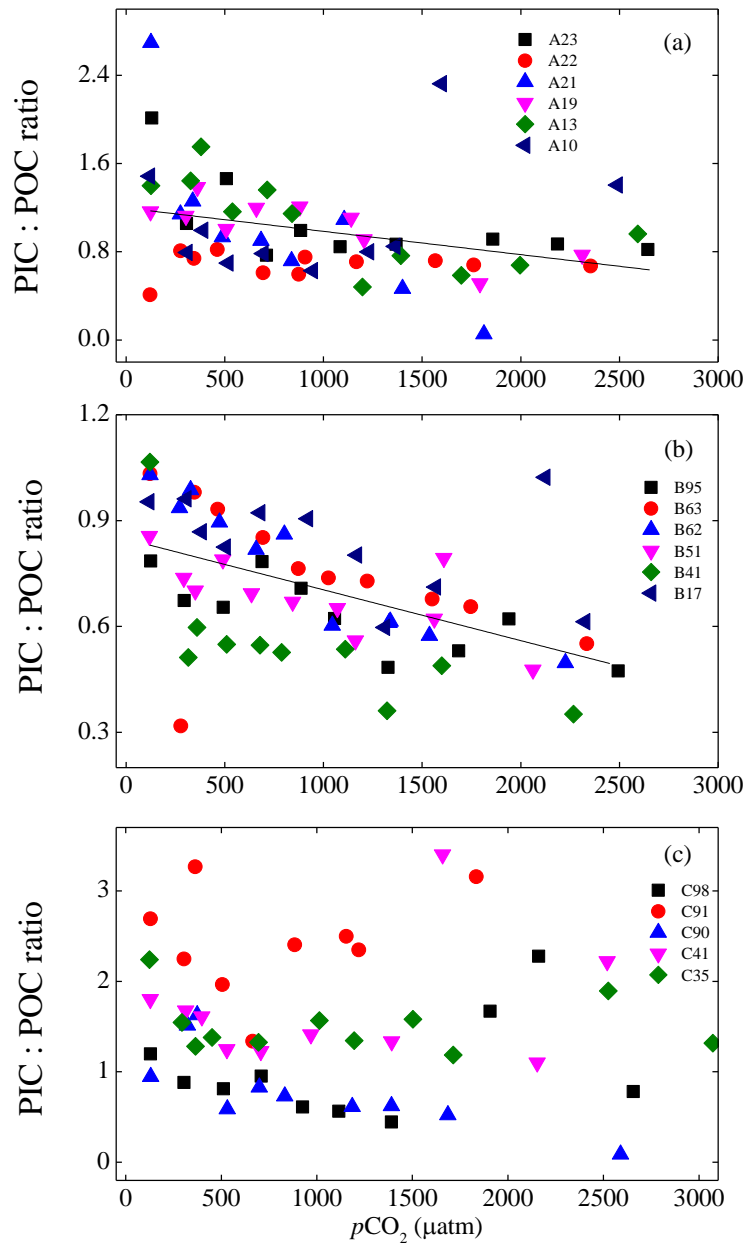 (a)
A23
A22
A21
A19
A13
A10
2.4
1.6
0.8
0.0
PIC : POC ratio
0 500 1000 1500 2000 2500 3000
(b)
B95
B63
B62
B51
B41
B17
1.2
0.9
0.6
0.3
PIC : POC ratio
0 500 1000 1500 2000 2500 3000
(c)
C98
C91
C90
C41
C35
3
2
1
0
PIC : POC ratio
0 500 1000 1500 2000 2500 3000
pCO₂ (μatm)